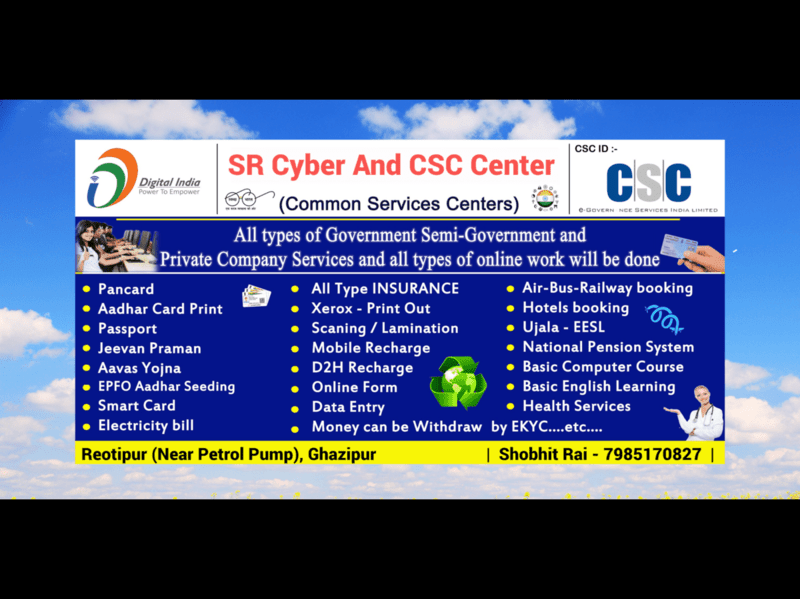 Digital India
Power To Empower
SR Cyber And CSC Center
(Common Services Centers)
CSC ID :-
CSC
e-Govern nce Services India Limited
All types of Government Semi-Government and
Private Company Services and all types of online work will be done
Pancard
Aadhar Card Print
Passport
Jeevan Praman
Aavas Yojna
EPFO Aadhar Seeding
Smart Card
Electricity bill
All Type INSURANCE
Xerox - Print Out
Scaning / Lamination
Mobile Recharge
D2H Recharge
Online Form
Data Entry
Money can be Withdraw by EKYC....etc....
Air-Bus-Railway booking
Hotels booking
Ujala - EESL
National Pension System
Basic Computer Course
Basic English Learning
Health Services
Reotipur (Near Petrol Pump), Ghazipur
| Shobhit Rai - 7985170827 |